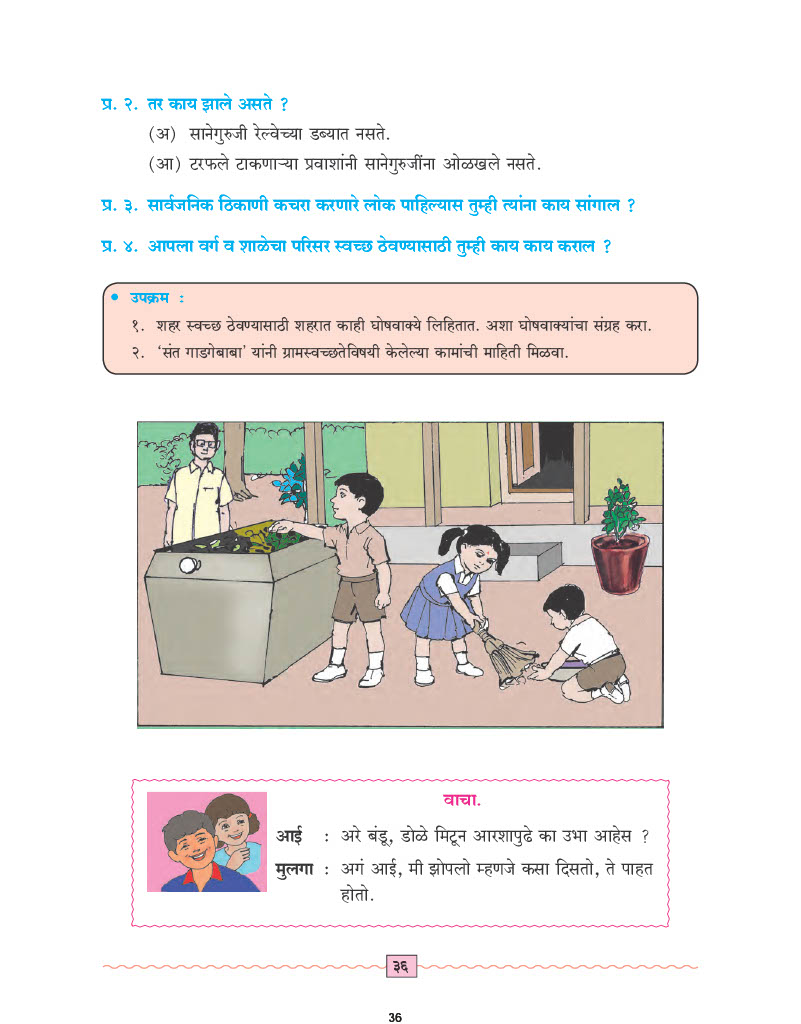 प्र. २. तर काय झाले असते ?
(अ) सानेगुरुजी रेल्वेच्या डब्यात नसते.
(आ) टरफले टाकणाऱ्या प्रवाशांनी सानेगुरुजींना ओळखले नसते.
प्र. ३. सार्वजनिक ठिकाणी कचरा करणारे लोक पाहिल्यास तुम्ही त्यांना काय सांगाल ?
प्र. ४. आपला वर्ग व शाळेचा परिसर स्वच्छ ठेवण्यासाठी तुम्ही काय काय कराल ?
• उपक्रम :
१. शहर स्वच्छ ठेवण्यासाठी शहरात काही घोषवाक्ये लिहितात. अशा घोषवाक्यांचा संग्रह करा.
२. ‘संत गाडगेबाबा’ यांनी ग्रामस्वच्छतेविषयी केलेल्या कामांची माहिती मिळवा.
वाचा.
आई : अरे बंडू, डोळे मिटून आरशापुढे का उभा आहेस ?
मुलगा : अगं आई, मी झोपलो म्हणजे कसा दिसतो, ते पाहत
होतो.
३६
36